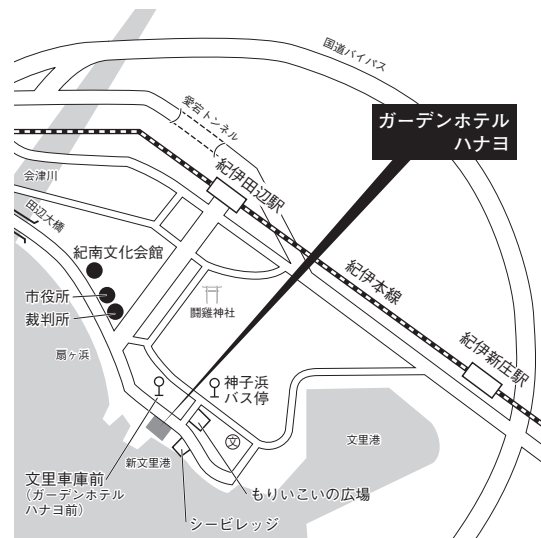 国道バイパス
愛宕トンネル
ガーデンホテル
ハナヨ
紀伊田辺駅
会津川
田辺大橋
紀南文化会館
市役所
裁判所
闘雞神社
紀伊本線
紀伊新庄駅
扇ヶ浜
神子浜
バス停
文
文里港
新文里港
文里車庫前
(ガーデンホテル
ハナヨ前)
もりいこいの広場
シービレッジ